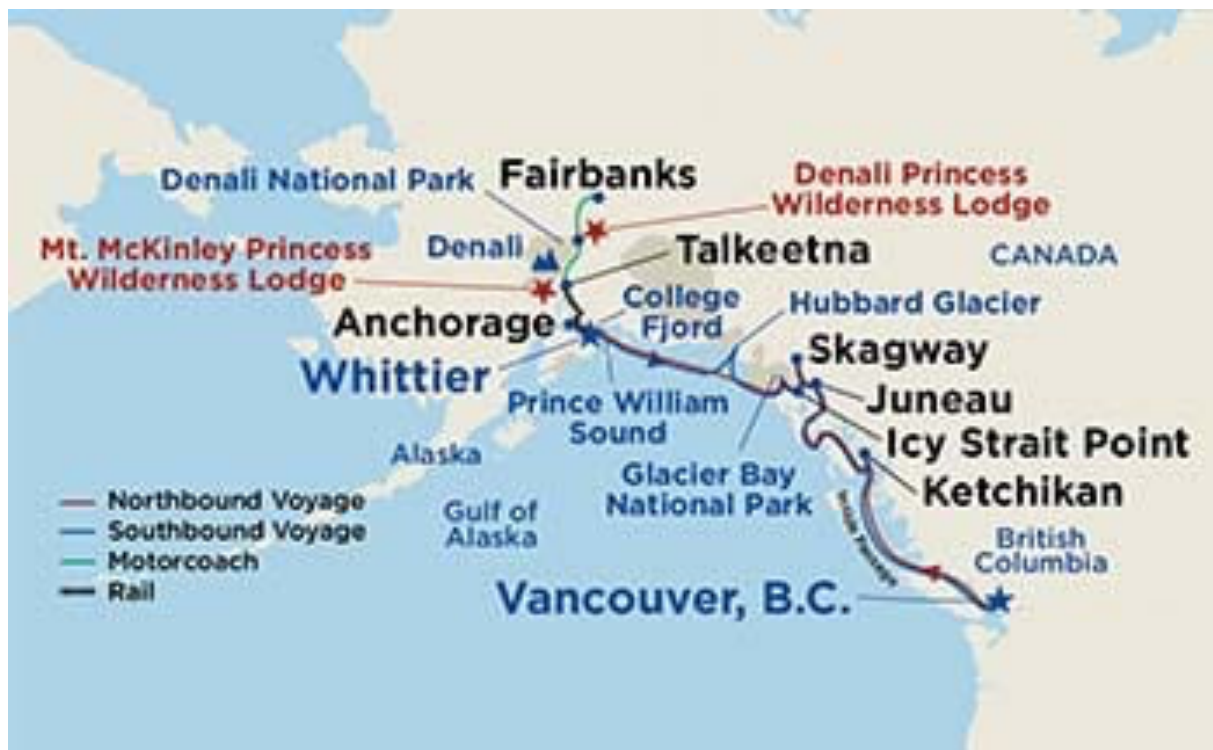 Denali National Park
Fairbanks
Denali Princess
Wilderness Lodge
Mt. McKinley Princess
Wilderness Lodge
Denali
Talkeetna
CANADA
College
Fjord
Hubbard Glacier
Anchorage
Skagway
Whittier
Juneau
Prince William
Sound
Icy Strait Point
Alaska
Glacier Bay
National Park
Ketchikan
Northbound Voyage
Southbound Voyage
Motorcoach
Rail
Gulf of
Alaska
Inside Passage
British
Columbia
Vancouver, B.C.